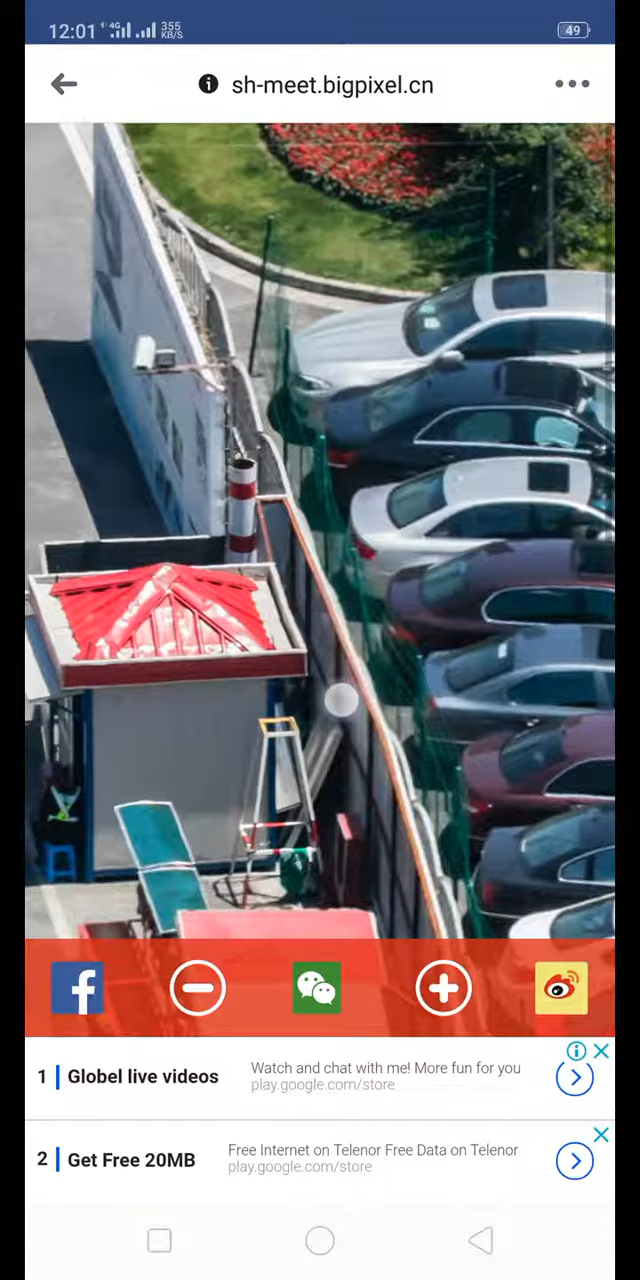 12:01 4G 355 KB/S 49
sh-meet.bigpixel.cn
1 Globel live videos Watch and chat with me! More fun for you
play.google.com/store
2 Get Free 20MB Free Internet on Telenor Free Data on Telenor
play.google.com/store